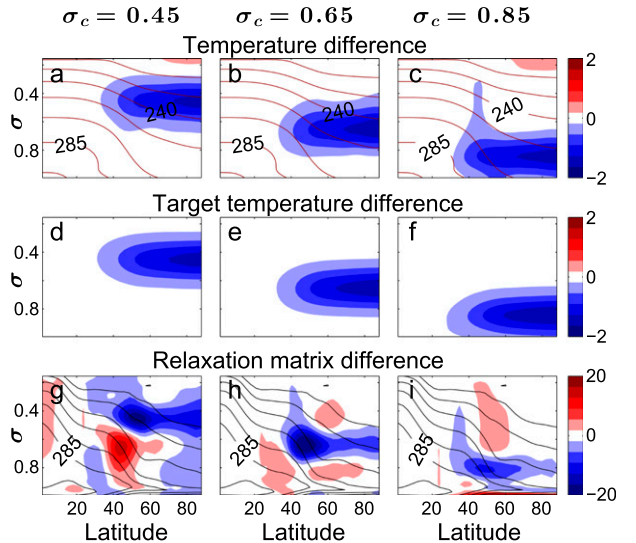 σc = 0.45 σc = 0.65 σc = 0.85
Temperature difference
a b c 2
0.4 240 240 240 0
σ 285 285 285
0.8 −2
Target temperature difference
d e f 2
0.4 0
σ
0.8 −2
Relaxation matrix difference
g h i 20
10
0.4 0
σ 285 285 285
0.8 −10
−20
20 40 60 80 20 40 60 80 20 40 60 80
Latitude Latitude Latitude